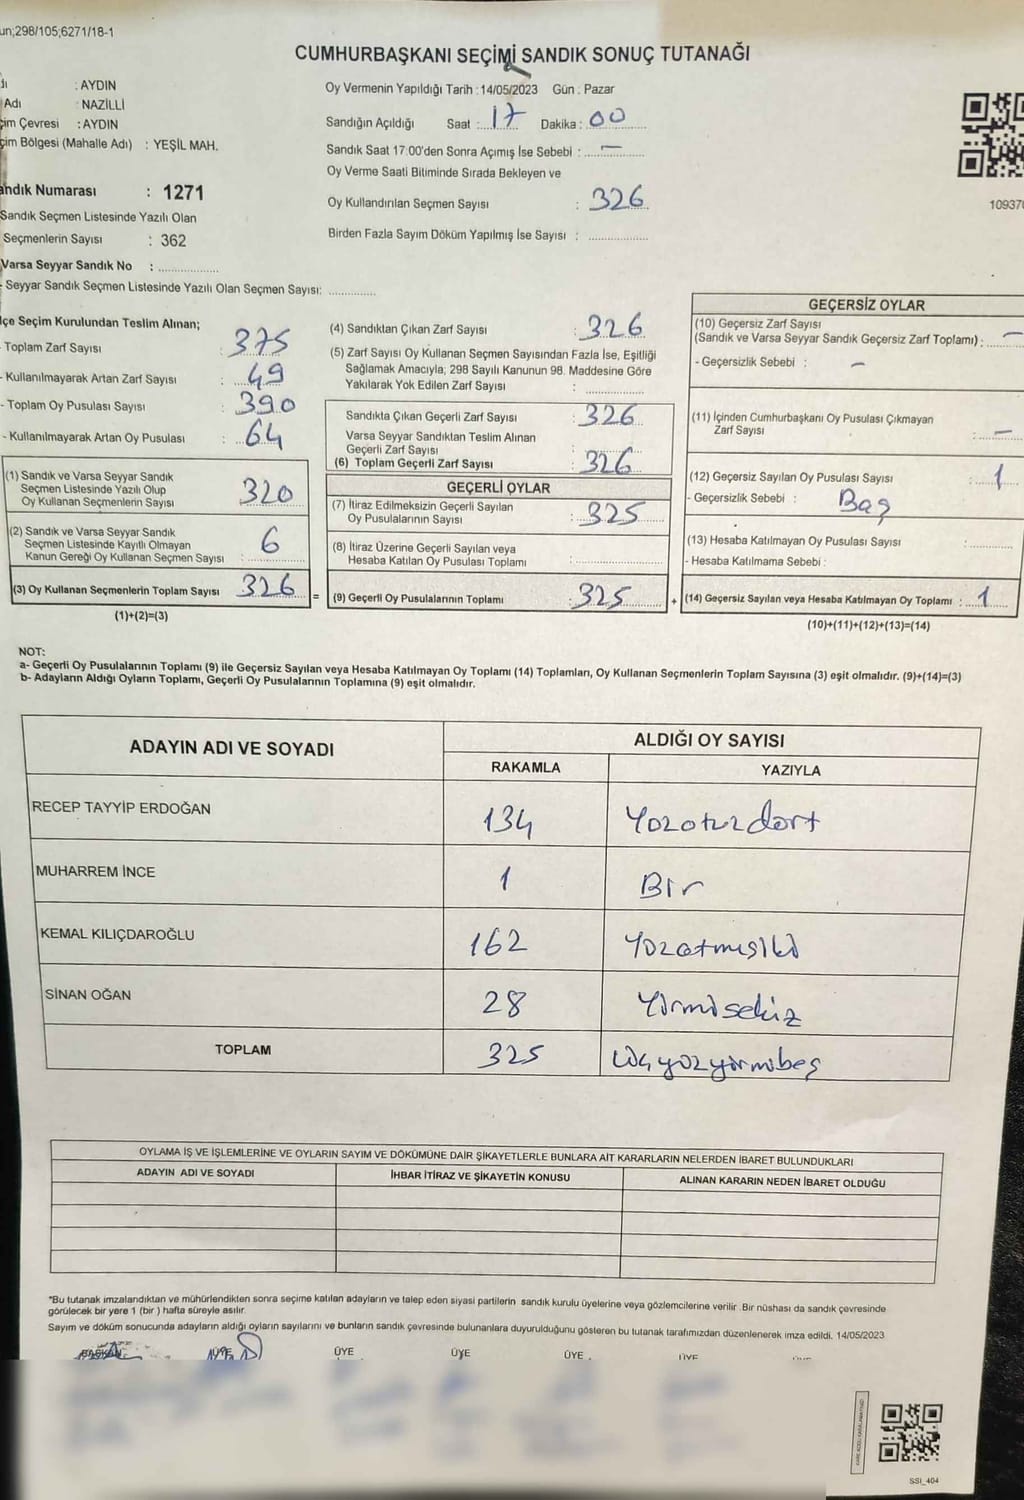 un;298/105;6271/18-1
CUMHURBAŞKANI SEÇİMİ SANDIK SONUÇ TUTANAĞI
: AYDIN
Adı : NAZİLLİ
çim Çevresi : AYDIN
çim Bölgesi (Mahalle Adı) : YEŞİL MAH.
andık Numarası : 1271
Sandık Seçmen Listesinde Yazılı Olan
Seçmenlerin Sayısı : 362
Varsa Seyyar Sandık No :
- Seyyar Sandık Seçmen Listesinde Yazılı Olan Seçmen Sayısı:
Oy Vermenin Yapıldığı Tarih : 14/05/2023 Gün : Pazar
Sandığın Açıldığı Saat : 17 Dakika : 00
Sandık Saat 17:00'den Sonra Açımış İse Sebebi : —
Oy Verme Saati Bitiminde Sırada Bekleyen ve
Oy Kullandırılan Seçmen Sayısı : 326
Birden Fazla Sayım Döküm Yapılmış İse Sayısı :
10937
lçe Seçim Kurulundan Teslim Alınan;
- Toplam Zarf Sayısı : 375
- Kullanılmayarak Artan Zarf Sayısı : 49
- Toplam Oy Pusulası Sayısı : 390
- Kullanılmayarak Artan Oy Pusulası : 64
(1) Sandık ve Varsa Seyyar Sandık
Seçmen Listesinde Yazılı Olup
Oy Kullanan Seçmenlerin Sayısı : 320
(2) Sandık ve Varsa Seyyar Sandık
Seçmen Listesinde Kayıtlı Olmayan
Kanun Gereği Oy Kullanan Seçmen Sayısı : 6
(3) Oy Kullanan Seçmenlerin Toplam Sayısı 326 =
(1)+(2)=(3)
(4) Sandıktan Çıkan Zarf Sayısı : 326
(5) Zarf Sayısı Oy Kullanan Seçmen Sayısından Fazla İse, Eşitliği
Sağlamak Amacıyla; 298 Sayılı Kanunun 98. Maddesine Göre
Yakılarak Yok Edilen Zarf Sayısı :
Sandıkta Çıkan Geçerli Zarf Sayısı : 326
Varsa Seyyar Sandıktan Teslim Alınan
Geçerli Zarf Sayısı :
(6) Toplam Geçerli Zarf Sayısı : 326
GEÇERLİ OYLAR
(7) İtiraz Edilmeksizin Geçerli Sayılan
Oy Pusulalarının Sayısı : 325
(8) İtiraz Üzerine Geçerli Sayılan veya
Hesaba Katılan Oy Pusulası Toplamı :
(9) Geçerli Oy Pusulalarının Toplamı : 325 +
GEÇERSİZ OYLAR
(10) Geçersiz Zarf Sayısı
(Sandık ve Varsa Seyyar Sandık Geçersiz Zarf Toplamı) : —
- Geçersizlik Sebebi : —
(11) İçinden Cumhurbaşkanı Oy Pusulası Çıkmayan
Zarf Sayısı : —
(12) Geçersiz Sayılan Oy Pusulası Sayısı : 1
- Geçersizlik Sebebi : Baş
(13) Hesaba Katılmayan Oy Pusulası Sayısı :
- Hesaba Katılmama Sebebi :
(14) Geçersiz Sayılan veya Hesaba Katılmayan Oy Toplamı : 1
(10)+(11)+(12)+(13)=(14)
NOT:
a- Geçerli Oy Pusulalarının Toplamı (9) ile Geçersiz Sayılan veya Hesaba Katılmayan Oy Toplamı (14) Toplamları, Oy Kullanan Seçmenlerin Toplam Sayısına (3) eşit olmalıdır. (9)+(14)=(3)
b- Adayların Aldığı Oyların Toplamı, Geçerli Oy Pusulalarının Toplamına (9) eşit olmalıdır.
ADAYIN ADI VE SOYADI ALDIĞI OY SAYISI
RAKAMLA YAZIYLA
RECEP TAYYİP ERDOĞAN 134 Yüzotuzdört
MUHARREM İNCE 1 Bir
KEMAL KILIÇDAROĞLU 162 Yüzatmışiki
SİNAN OĞAN 28 Yirmisekiz
TOPLAM 325 Üçyüzyirmibeş
OYLAMA İŞ VE İŞLEMLERİNE VE OYLARIN SAYIM VE DÖKÜMÜNE DAİR ŞİKAYETLERLE BUNLARA AİT KARARLARIN NELERDEN İBARET BULUNDUKLARI
ADAYIN ADI VE SOYADI İHBAR İTİRAZ VE ŞİKAYETİN KONUSU ALINAN KARARIN NEDEN İBARET OLDUĞU
*Bu tutanak imzalandıktan ve mühürlendikten sonra seçime katılan adayların ve talep eden siyasi partilerin sandık kurulu üyelerine veya gözlemcilerine verilir. Bir nüshası da sandık çevresinde
görülecek bir yere 1 (bir) hafta süreyle asılır.
Sayım ve döküm sonucunda adayların aldığı oyların sayılarını ve bunların sandık çevresinde bulunanlara duyurulduğunu gösteren bu tutanak tarafımızdan düzenlenerek imza edildi. 14/05/2023
BAŞKAN ÜYE ÜYE ÜYE ÜYE ÜYE
SSI_404